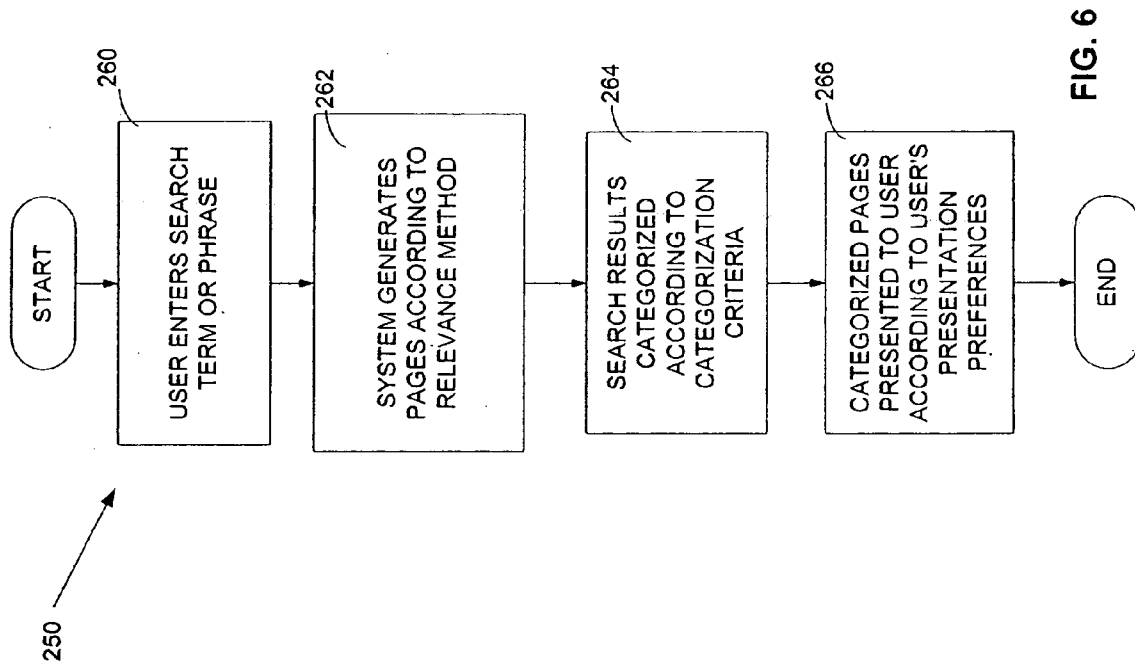 250
START
260
USER ENTERS SEARCH
TERM OR PHRASE
262
SYSTEM GENERATES
PAGES ACCORDING TO
RELEVANCE METHOD
264
SEARCH RESULTS
CATEGORIZED
ACCORDING TO
CATEGORIZATION
CRITERIA
266
CATEGORIZED PAGES
PRESENTED TO USER
ACCORDING TO USER'S
PRESENTATION
PREFERENCES
END
FIG. 6